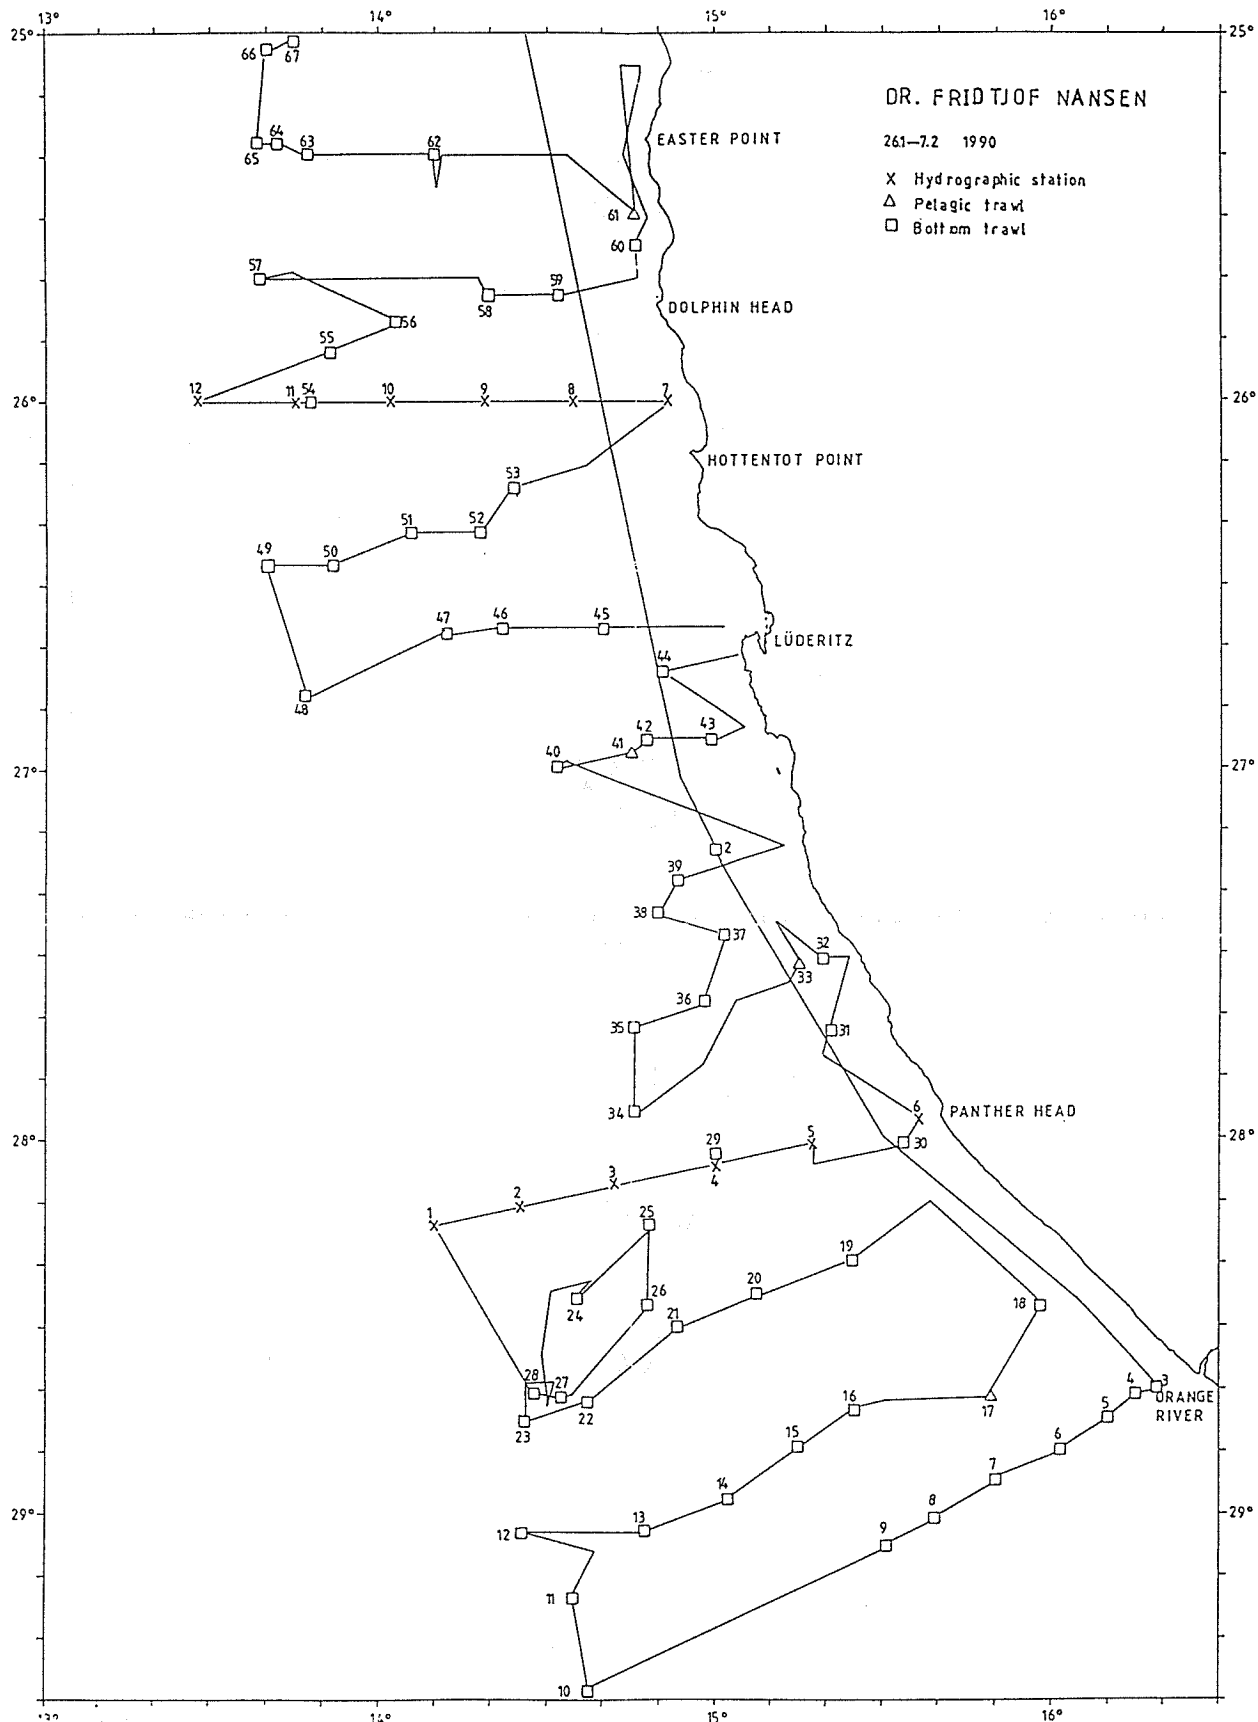 13° 14° 15° 16°
25° 25°
66 67
DR. FRIDTJOF NANSEN
65 64 63 62
EASTER POINT
26.1—7.2 1990
X Hydrographic station
△ Pelagic trawl
□ Bottom trawl
61
60
57 58 59
DOLPHIN HEAD
56
55
12 11 54 10 9 8 7
26° 26°
HOTTENTOT POINT
53
51 52
49 50
47 46 45
LÜDERITZ
44
48
42 43
41
40
27° 27°
2
39
38
37
32
33
36
35
31
34
6
PANTHER HEAD
28° 5 28°
29 30
3 4
2
1 25
19
20 26
24 18
21
28 27 16 4 3
ORANGE
22 17 5 RIVER
23
15 6
7
14
8
29° 29°
12 13 9
11
10
14° 15° 16°